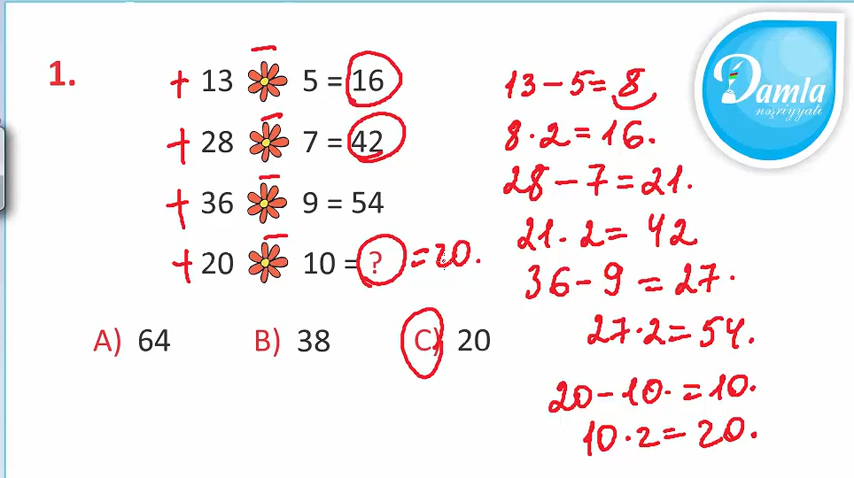 1.
+ 13 – 5 = 16
+ 28 – 7 = 42
+ 36 – 9 = 54
+ 20 – 10 = ? = 20.
A) 64 B) 38 C) 20
13 – 5 = 8
8 · 2 = 16.
28 – 7 = 21.
21 · 2 = 42
36 – 9 = 27.
27 · 2 = 54.
20 – 10. = 10.
10 · 2 = 20.
Damla
nəşriyyatı